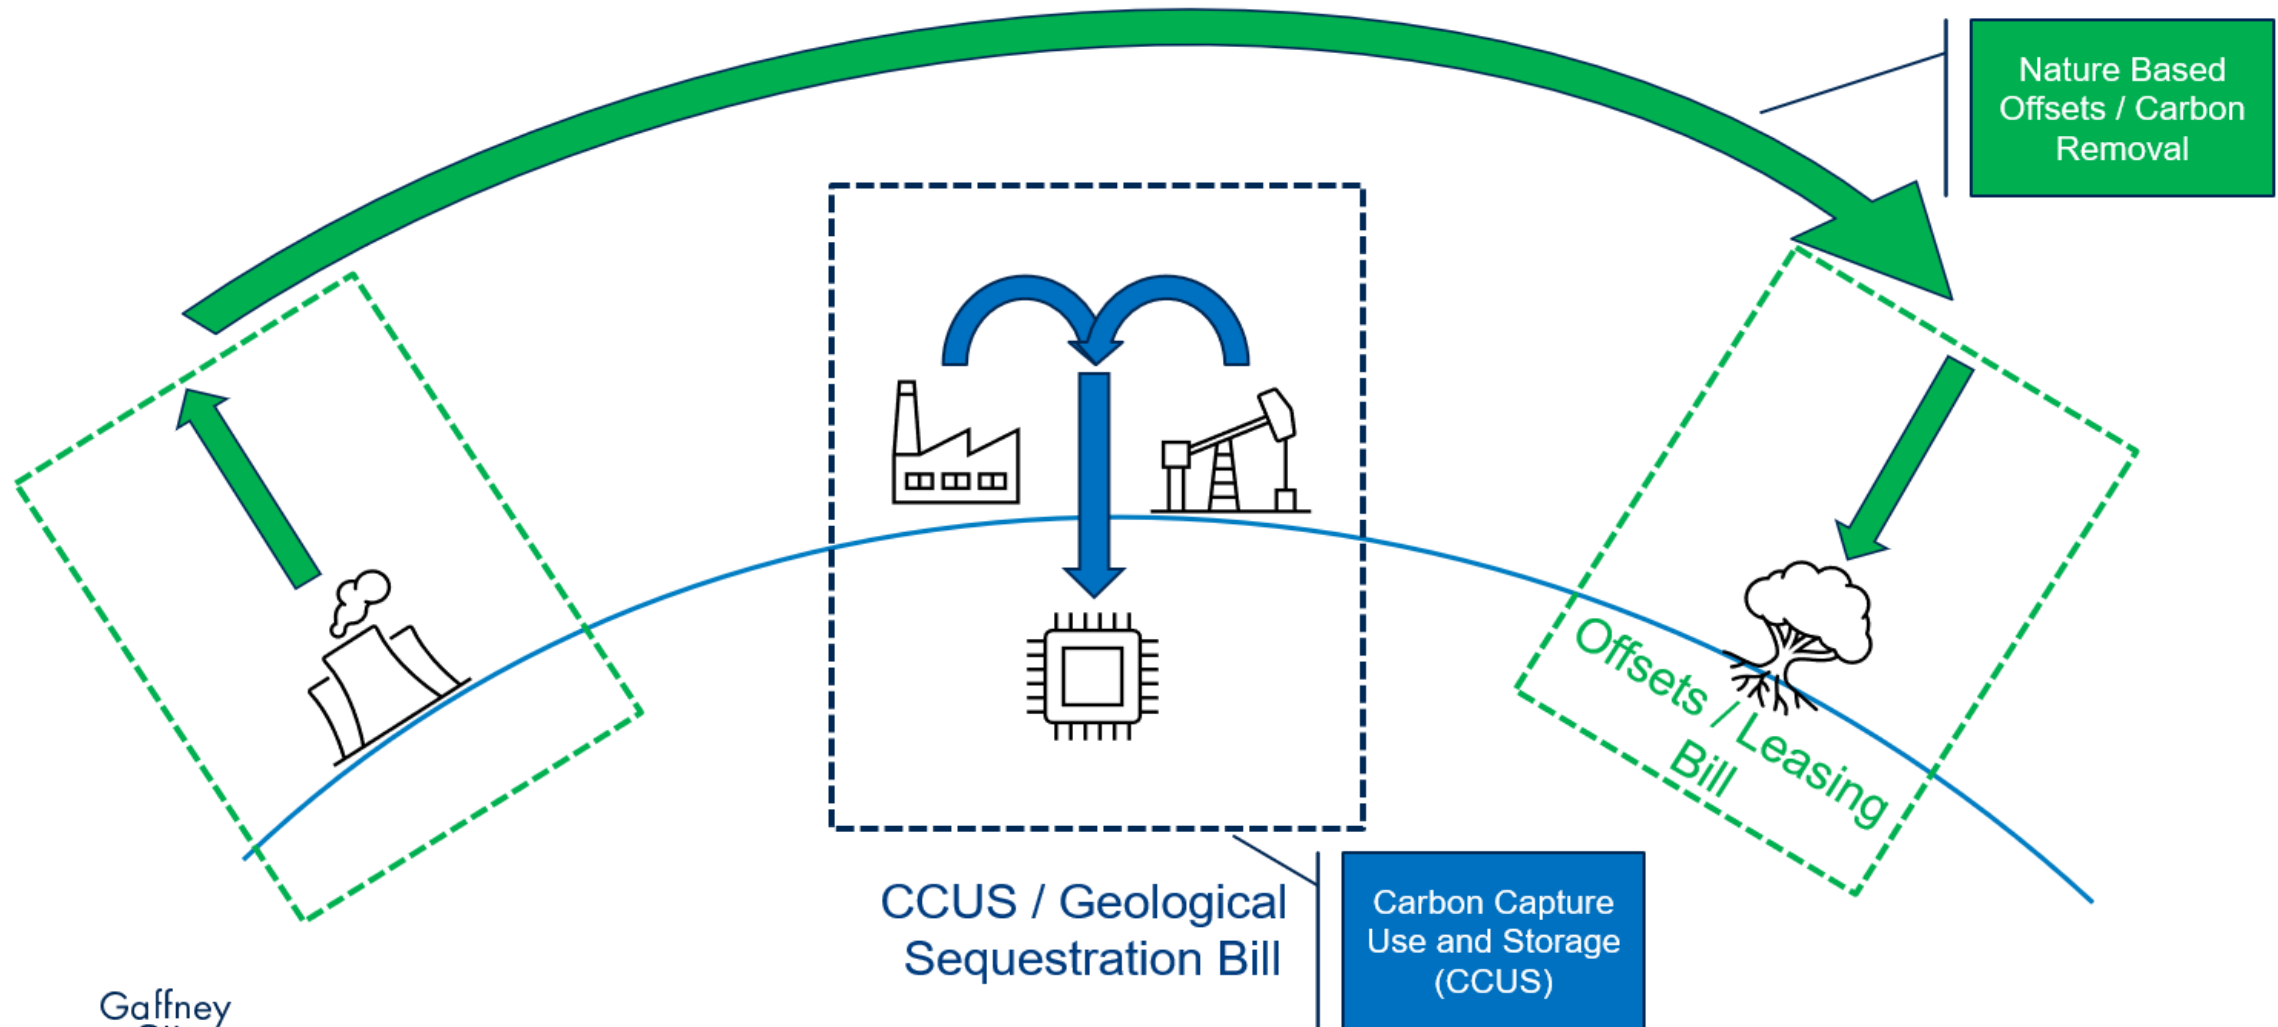 Nature Based
Offsets / Carbon
Removal
Offsets / Leasing
Bill
CCUS / Geological
Sequestration Bill
Carbon Capture
Use and Storage
(CCUS)
Gaffney